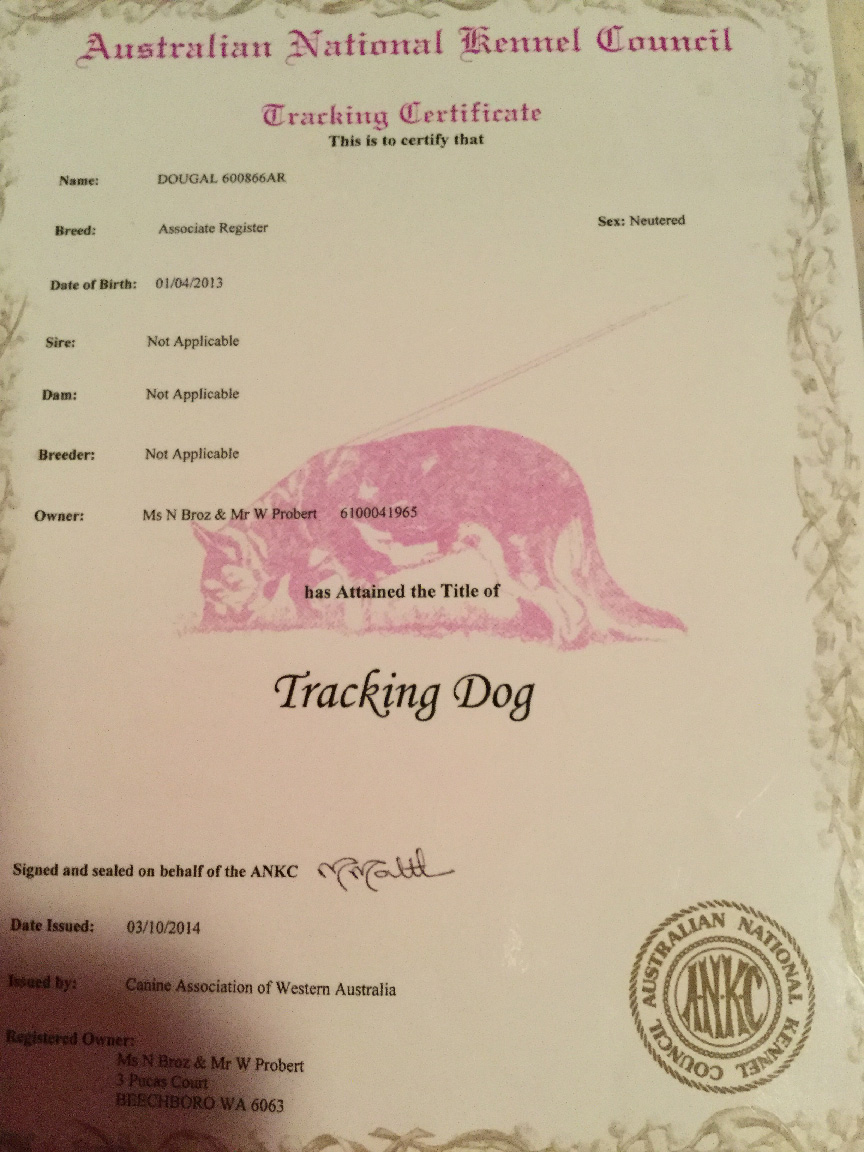 Australian National Kennel Council
Tracking Certificate
This is to certify that
Name: DOUGAL 600866AR
Breed: Associate Register Sex: Neutered
Date of Birth: 01/04/2013
Sire: Not Applicable
Dam: Not Applicable
Breeder: Not Applicable
Owner: Ms N Broz & Mr W Probert 6100041965
has Attained the Title of
Tracking Dog
Signed and sealed on behalf of the ANKC
Date Issued: 03/10/2014
Issued by: Canine Association of Western Australia
AUSTRALIAN NATIONAL KENNEL COUNCIL
A·N·K·C
Registered Owner:
Ms N Broz & Mr W Probert
3 Pucas Court
BEECHBORO WA 6063